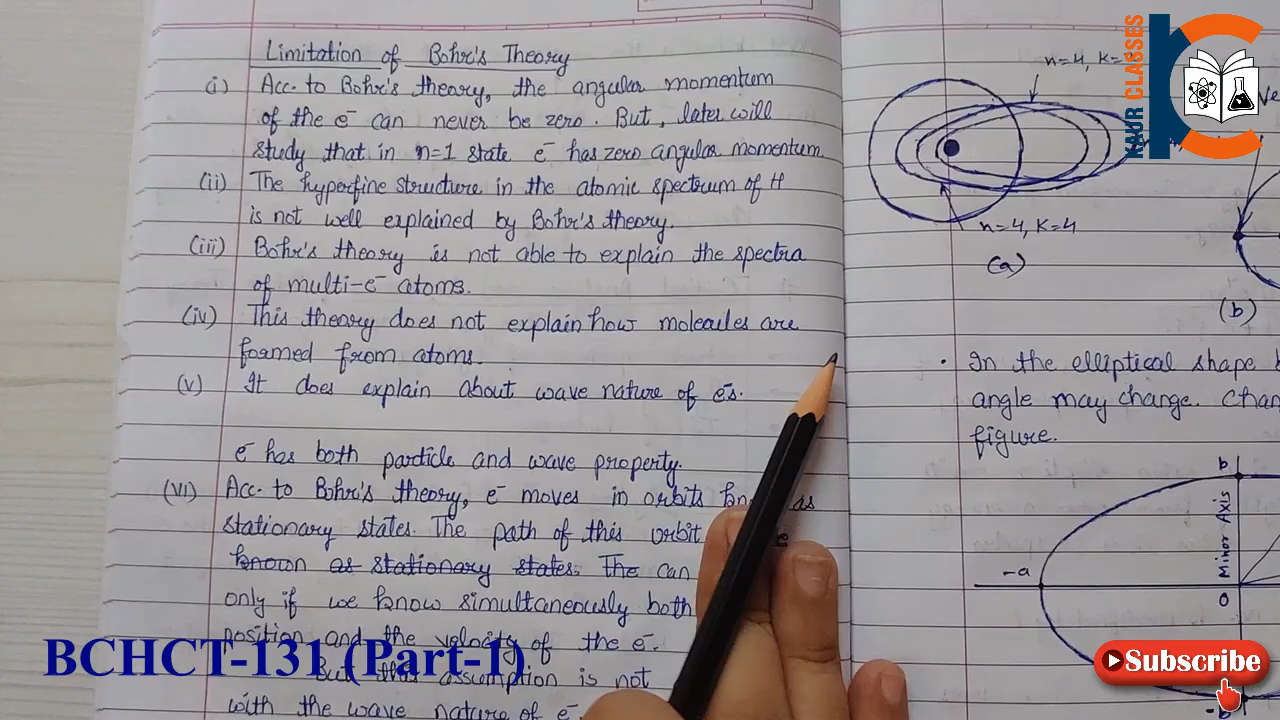 Limitation of Bohr's Theory
(i) Acc. to Bohr's theory, the angular momentum
of the e⁻ can never be zero. But, later will
study that in n=1 state e⁻ has zero angular momentum.
(ii) The hyperfine structure in the atomic spectrum of H
is not well explained by Bohr's theory.
(iii) Bohr's theory is not able to explain the spectra
of multi-e⁻ atoms.
(iv) This theory does not explain how molecules are
formed from atoms.
(v) It does explain about wave nature of e⁻s.
e⁻ has both particle and wave property.
(vi) Acc. to Bohr's theory, e⁻ moves in orbits as
stationary states. The path of this orbit
known as stationary states. The can
only if we know simultaneously both
position and the velocity of the e⁻.
But this assumption is not
with the wave nature of e⁻.
n=4, K=
n=4, K=4
(a)
(b)
• In the elliptical shape
angle may change.
figure.
b
Minor Axis
-a
O
-b
KAUR CLASSES
BCHCT-131 (Part-1)
Subscribe